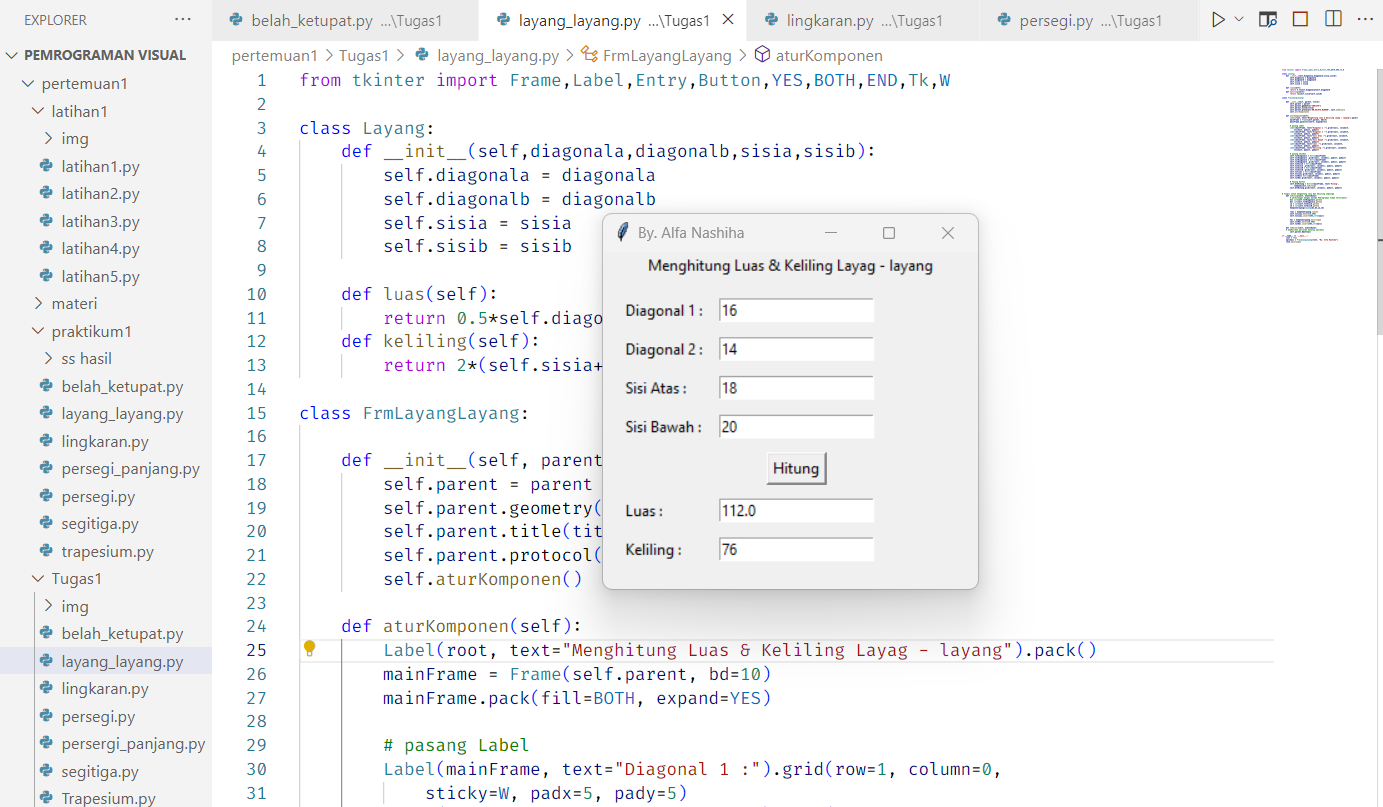 EXPLORER ···
PEMROGRAMAN VISUAL
pertemuan1
latihan1
img
latihan1.py
latihan2.py
latihan3.py
latihan4.py
latihan5.py
materi
praktikum1
ss hasil
belah_ketupat.py
layang_layang.py
lingkaran.py
persegi_panjang.py
persegi.py
segitiga.py
trapesium.py
Tugas1
img
belah_ketupat.py
layang_layang.py
lingkaran.py
persegi.py
persergi_panjang.py
segitiga.py
Trapesium.py
belah_ketupat.py ...\Tugas1
layang_layang.py ...\Tugas1
lingkaran.py ...\Tugas1
persegi.py ...\Tugas1
pertemuan1 > Tugas1 > layang_layang.py > FrmLayangLayang > aturKomponen
1 from tkinter import Frame,Label,Entry,Button,YES,BOTH,END,Tk,W
2
3 class Layang:
4 def __init__(self,diagonala,diagonalb,sisia,sisib):
5 self.diagonala = diagonala
6 self.diagonalb = diagonalb
7 self.sisia = sisia
8 self.sisib = sisib
9
10 def luas(self):
11 return 0.5*self.diago
12 def keliling(self):
13 return 2*(self.sisia+
14
15 class FrmLayangLayang:
16
17 def __init__(self, parent
18 self.parent = parent
19 self.parent.geometry(
20 self.parent.title(tit
21 self.parent.protocol(
22 self.aturKomponen()
23
24 def aturKomponen(self):
25 Label(root, text="Menghitung Luas & Keliling Layag - layang").pack()
26 mainFrame = Frame(self.parent, bd=10)
27 mainFrame.pack(fill=BOTH, expand=YES)
28
29 # pasang Label
30 Label(mainFrame, text="Diagonal 1 :").grid(row=1, column=0,
31 sticky=W, padx=5, pady=5)
By. Alfa Nashiha
Menghitung Luas & Keliling Layag - layang
Diagonal 1 : 16
Diagonal 2 : 14
Sisi Atas : 18
Sisi Bawah : 20
Hitung
Luas : 112.0
Keliling : 76